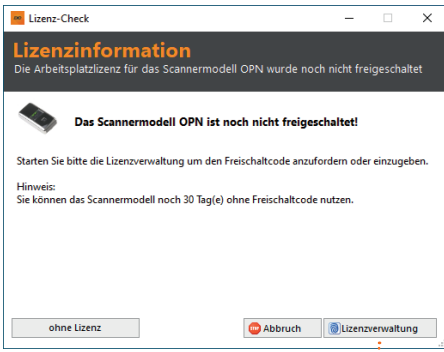 Lizenz-Check
Lizenzinformation
Die Arbeitsplatzlizenz für das Scannermodell OPN wurde noch nicht freigeschaltet
Das Scannermodell OPN ist noch nicht freigeschaltet!
Starten Sie bitte die Lizenzverwaltung um den Freischaltcode anzufordern oder einzugeben.
Hinweis:
Sie können das Scannermodell noch 30 Tag(e) ohne Freischaltcode nutzen.
ohne Lizenz
Abbruch
Lizenzverwaltung